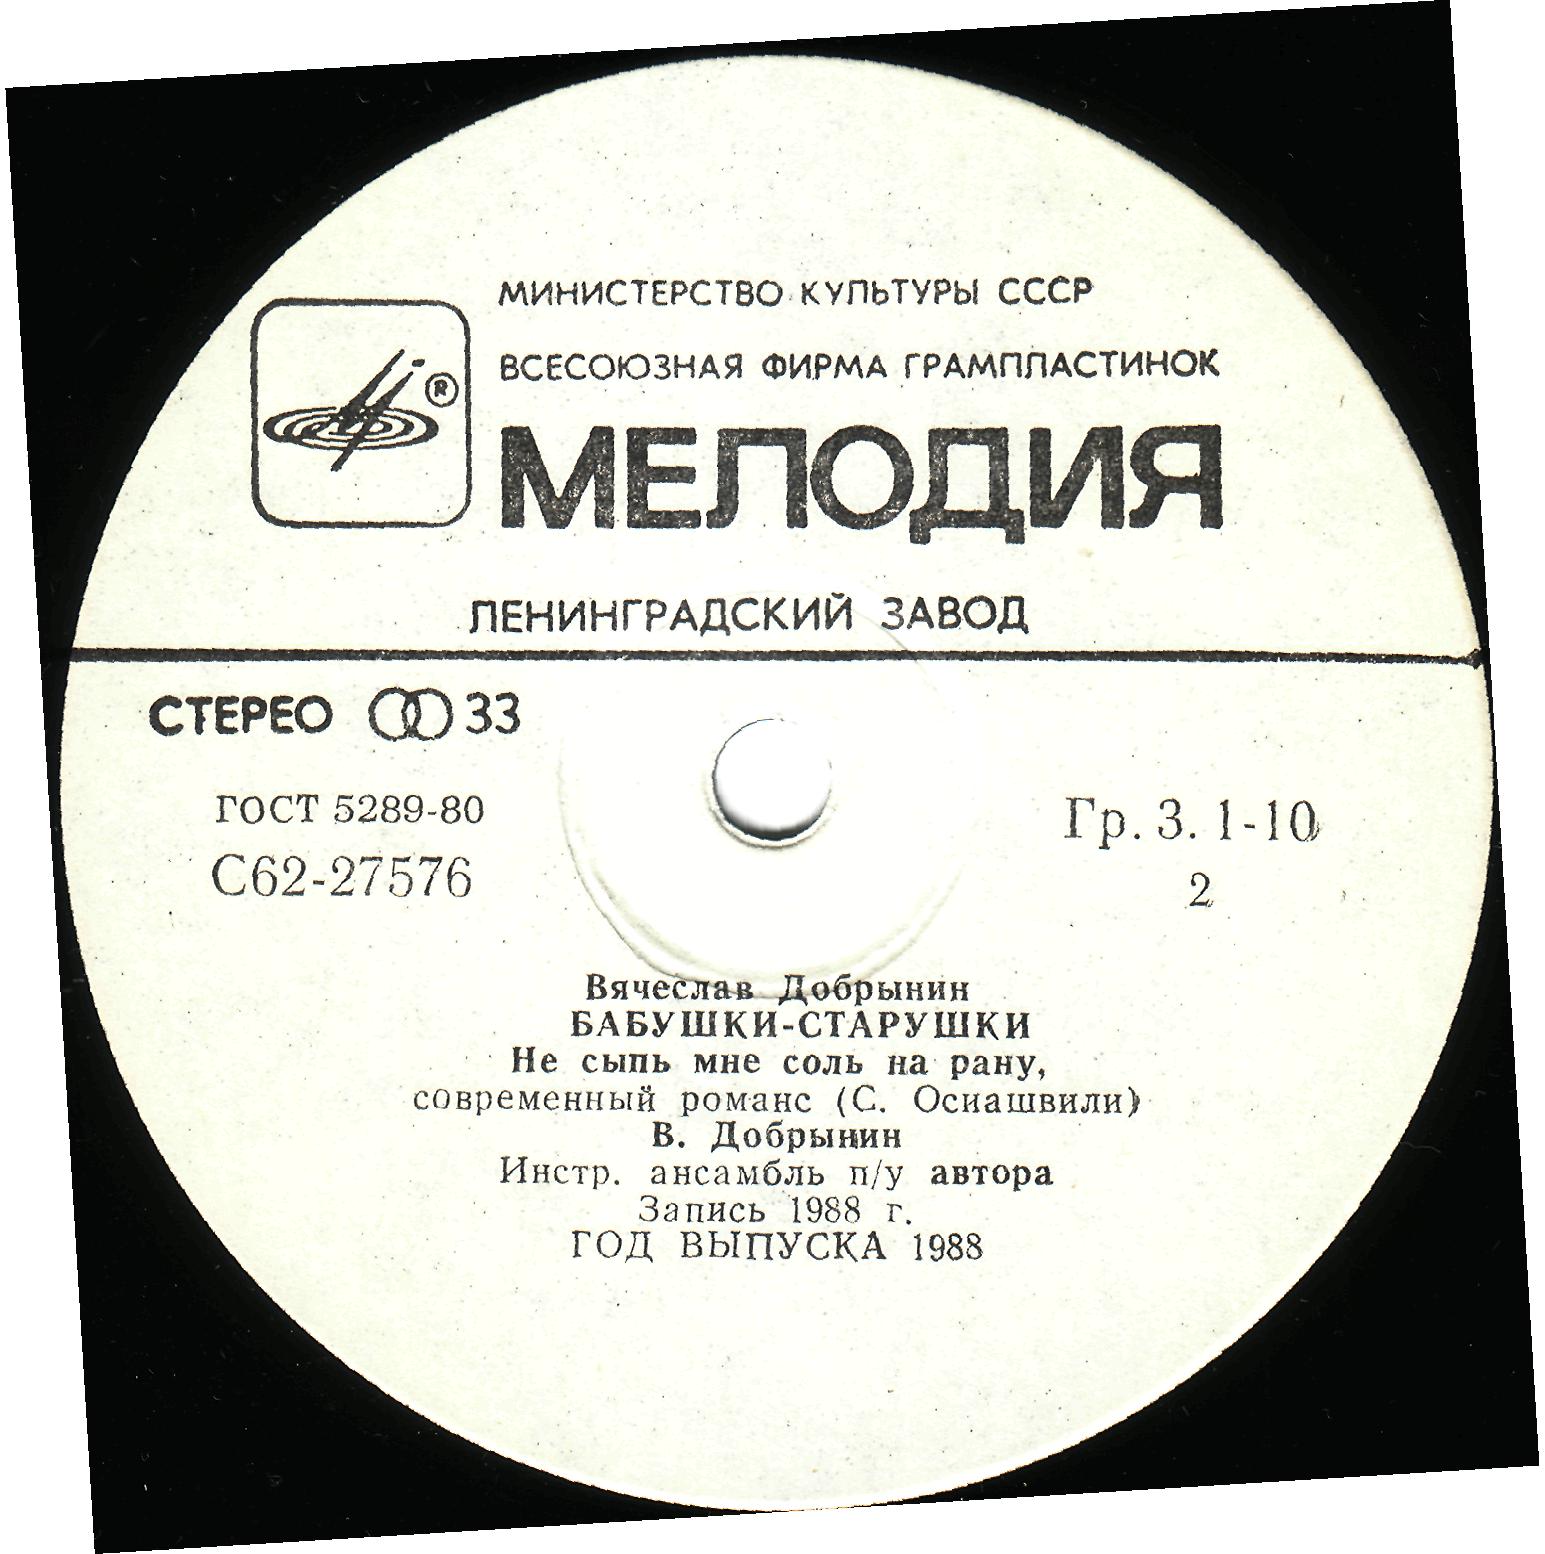 МИНИСТЕРСТВО КУЛЬТУРЫ СССР
ВСЕСОЮЗНАЯ ФИРМА ГРАМПЛАСТИНОК
®
МЕЛОДИЯ
ЛЕНИНГРАДСКИЙ ЗАВОД
СТЕРЕО 33
ГОСТ 5289-80
С62-27576
Гр. 3. 1-10
2
Вячеслав Добрынин
БАБУШКИ-СТАРУШКИ
Не сыпь мне соль на рану,
современный романс (С. Осиашвили)
В. Добрынин
Инстр. ансамбль п/у автора
Запись 1988 г.
ГОД ВЫПУСКА 1988